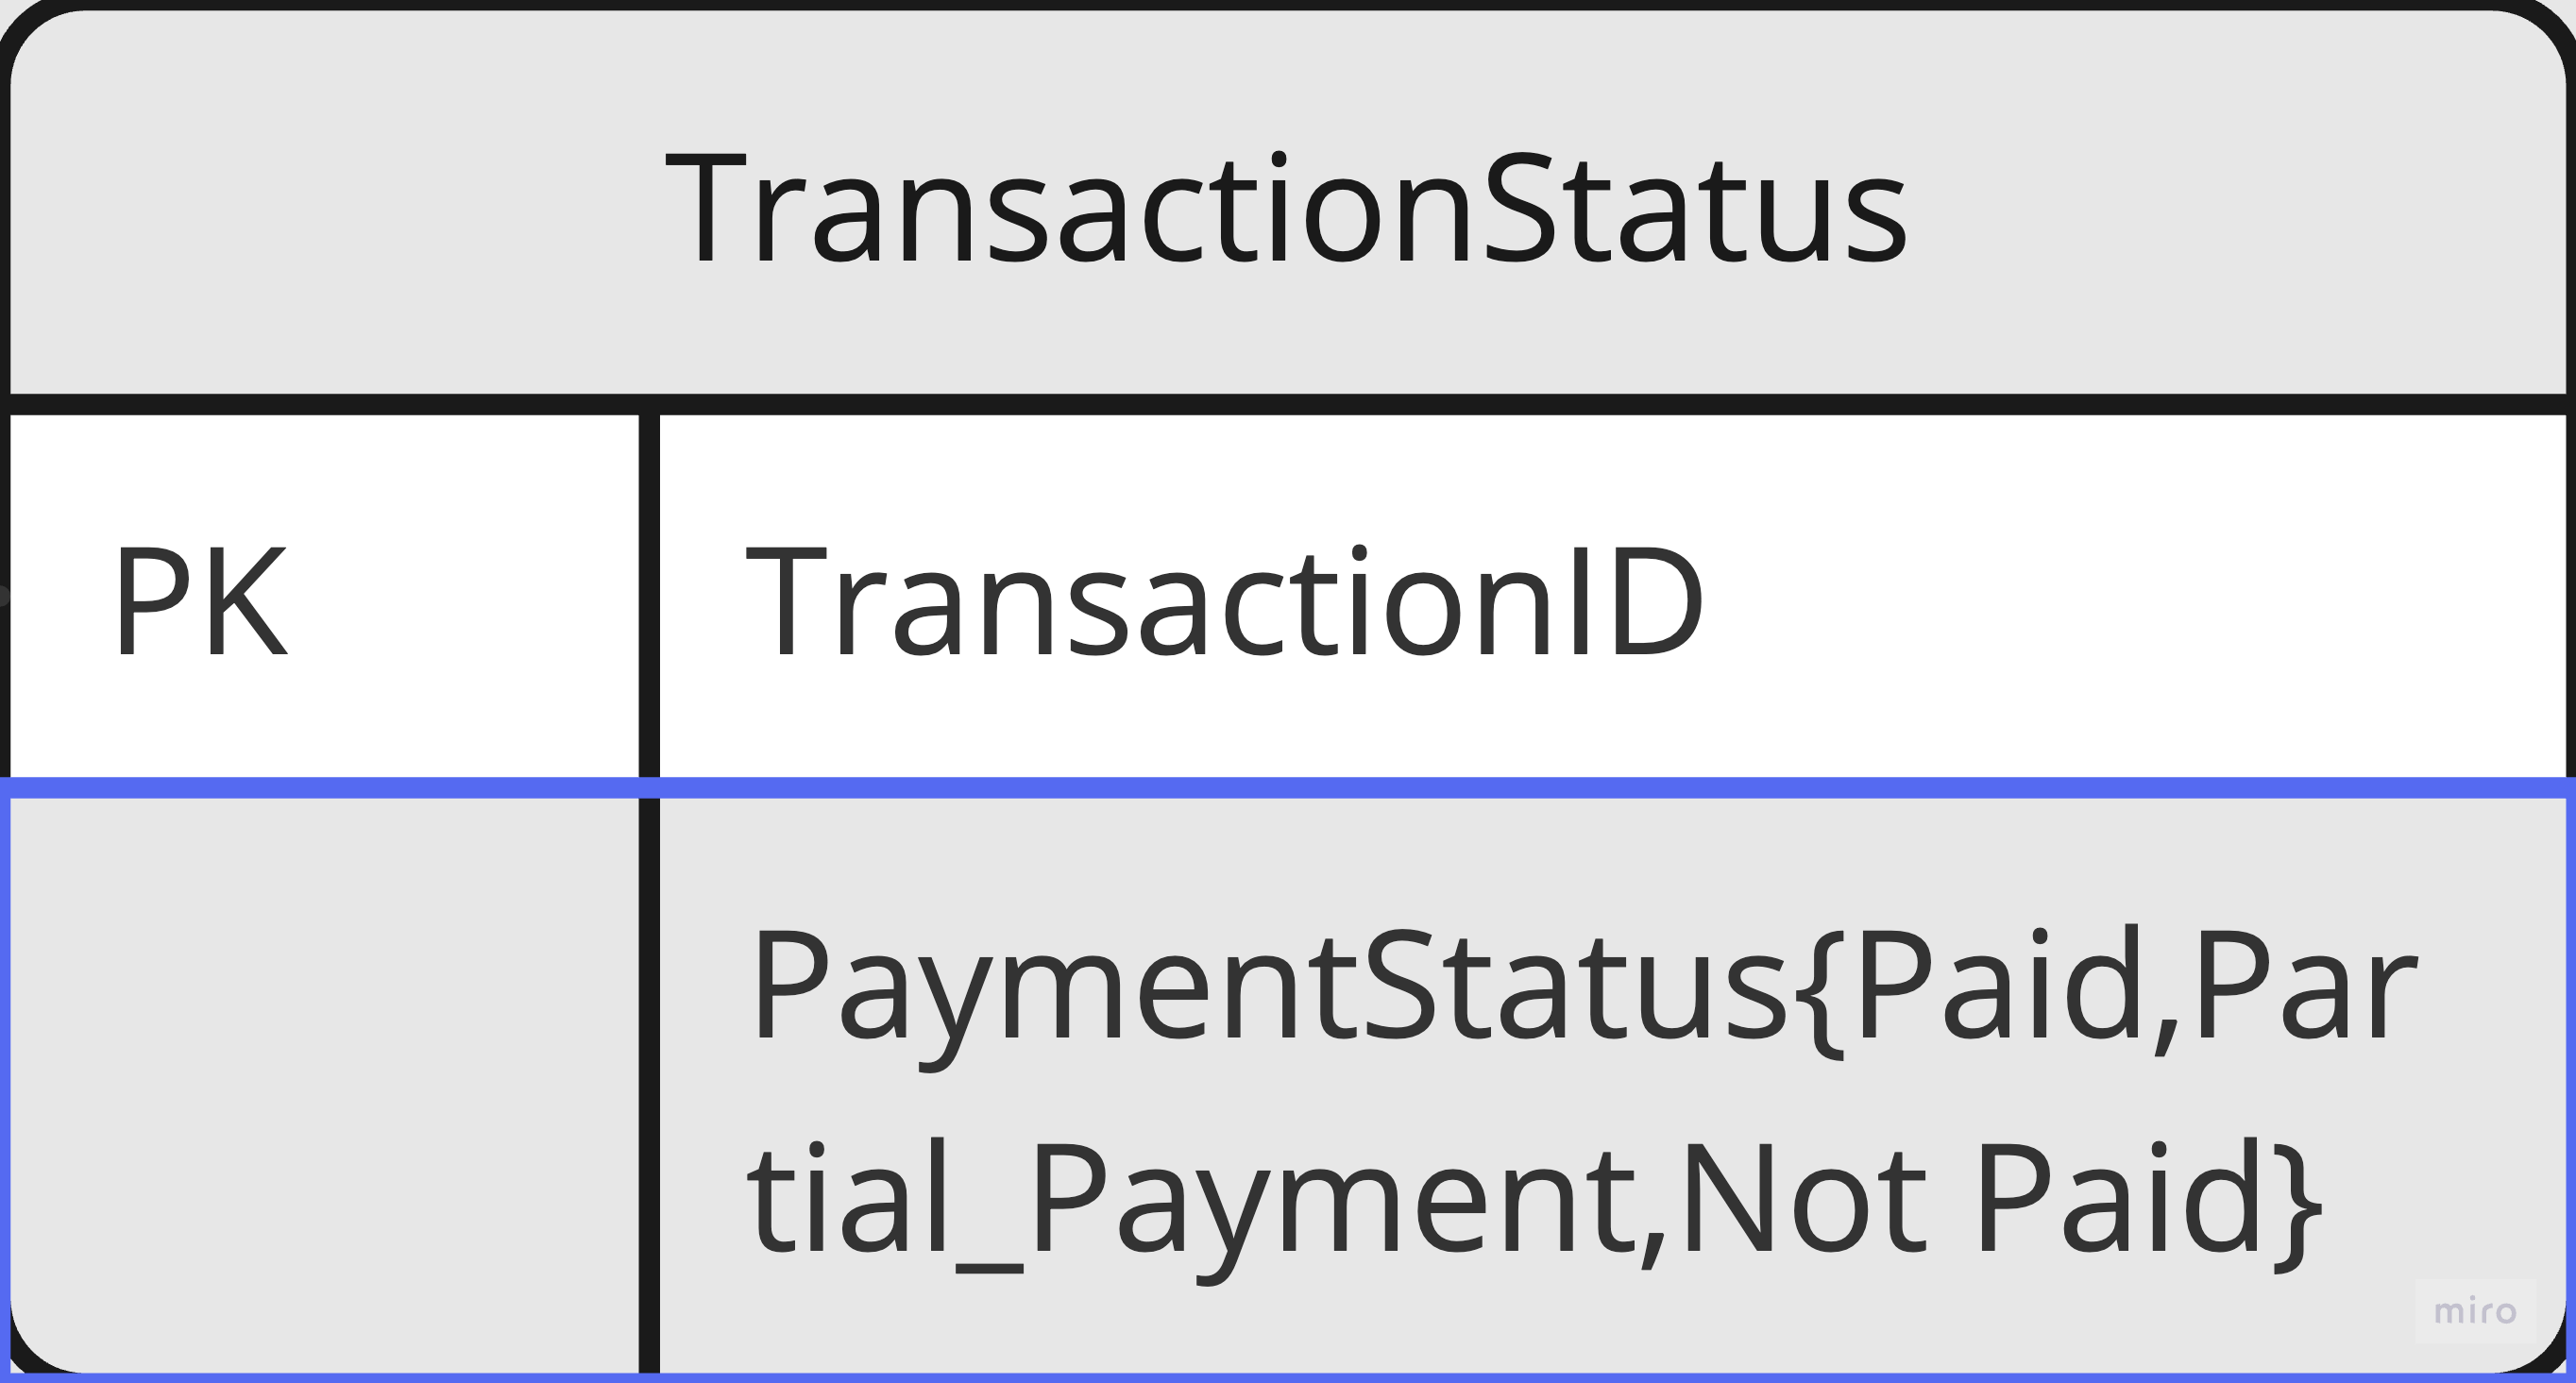 TransactionStatus
PK TransactionID
PaymentStatus{Paid,Par
tial_Payment,Not Paid}
miro